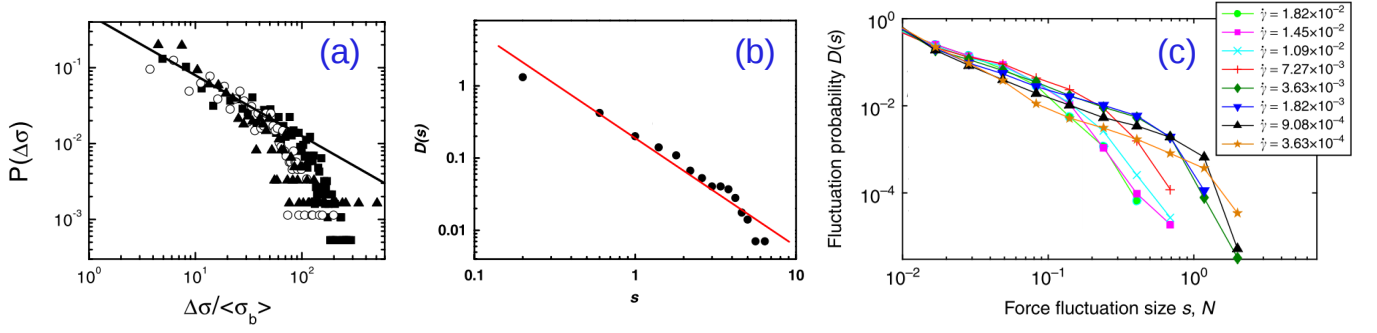 (a)
P(Δσ)
10⁻¹
10⁻²
10⁻³
10⁰
10¹
10²
Δσ/<σ_b>
(b)
D(s)
1
0.1
0.01
0.1
1
10
s
(c)
Fluctuation probability D(s)
10⁰
10⁻²
10⁻⁴
10⁻²
10⁻¹
10⁰
Force fluctuation size s, N
γ̇ = 1.82×10⁻²
γ̇ = 1.45×10⁻²
γ̇ = 1.09×10⁻²
γ̇ = 7.27×10⁻³
γ̇ = 3.63×10⁻³
γ̇ = 1.82×10⁻³
γ̇ = 9.08×10⁻⁴
γ̇ = 3.63×10⁻⁴